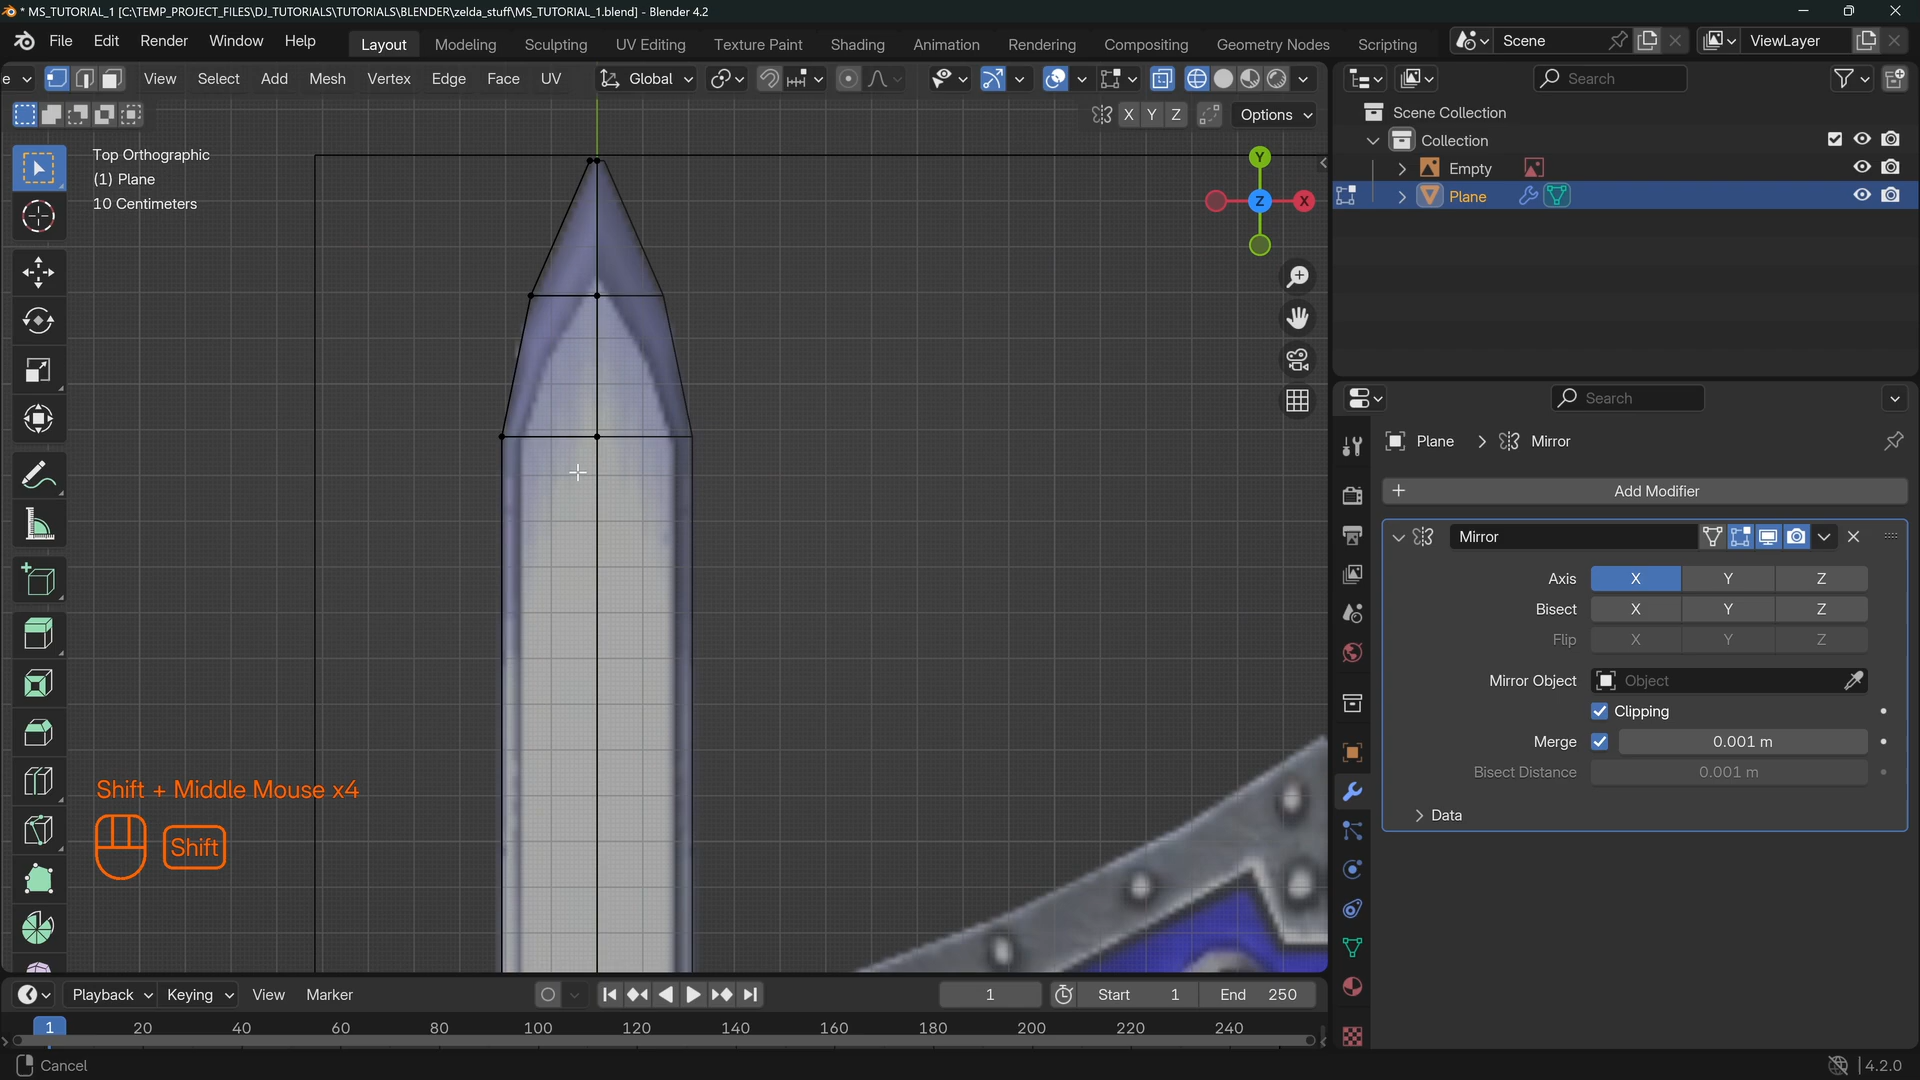 * MS_TUTORIAL_1 [C:\TEMP_PROJECT_FILES\DJ_TUTORIALS\TUTORIALS\BLENDER\zelda_stuff\MS_TUTORIAL_1.blend] - Blender 4.2
File Edit Render Window Help Layout Modeling Sculpting UV Editing Texture Paint Shading Animation Rendering Compositing Geometry Nodes Scripting Scene ViewLayer
e View Select Add Mesh Vertex Edge Face UV Global Search
X Y Z Options
Scene Collection
Collection
Empty
Plane
Top Orthographic
(1) Plane
10 Centimeters
Y
Z X
Search
Plane Mirror
+ Add Modifier
Mirror
Axis X Y Z
Bisect X Y Z
Flip X Y Z
Mirror Object Object
Clipping
Merge 0.001 m
Bisect Distance 0.001 m
Data
Shift + Middle Mouse x4
Shift
Playback Keying View Marker 1 Start 1 End 250
1 20 40 60 80 100 120 140 160 180 200 220 240
Cancel 4.2.0